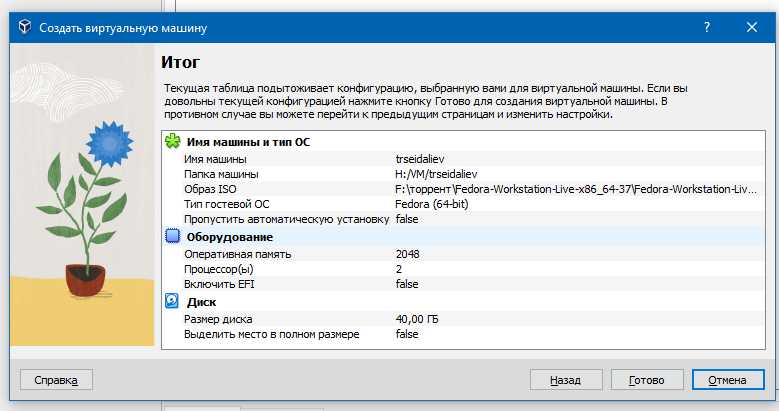 Создать виртуальную машину
Итог
Текущая таблица подытоживает конфигурацию, выбранную вами для виртуальной машины. Если вы
довольны текущей конфигурацией нажмите кнопку Готово для создания виртуальной машины. В
противном случае вы можете перейти к предыдущим страницам и изменить настройки.
Имя машины и тип ОС
Имя машины trseidaliev
Папка машины H:/VM/trseidaliev
Образ ISO F:\торрент\Fedora-Workstation-Live-x86_64-37\Fedora-Workstation-Liv...
Тип гостевой ОС Fedora (64-bit)
Пропустить автоматическую установку false
Оборудование
Оперативная память 2048
Процессор(ы) 2
Включить EFI false
Диск
Размер диска 40,00 ГБ
Выделить место в полном размере false
Справка Назад Готово Отмена